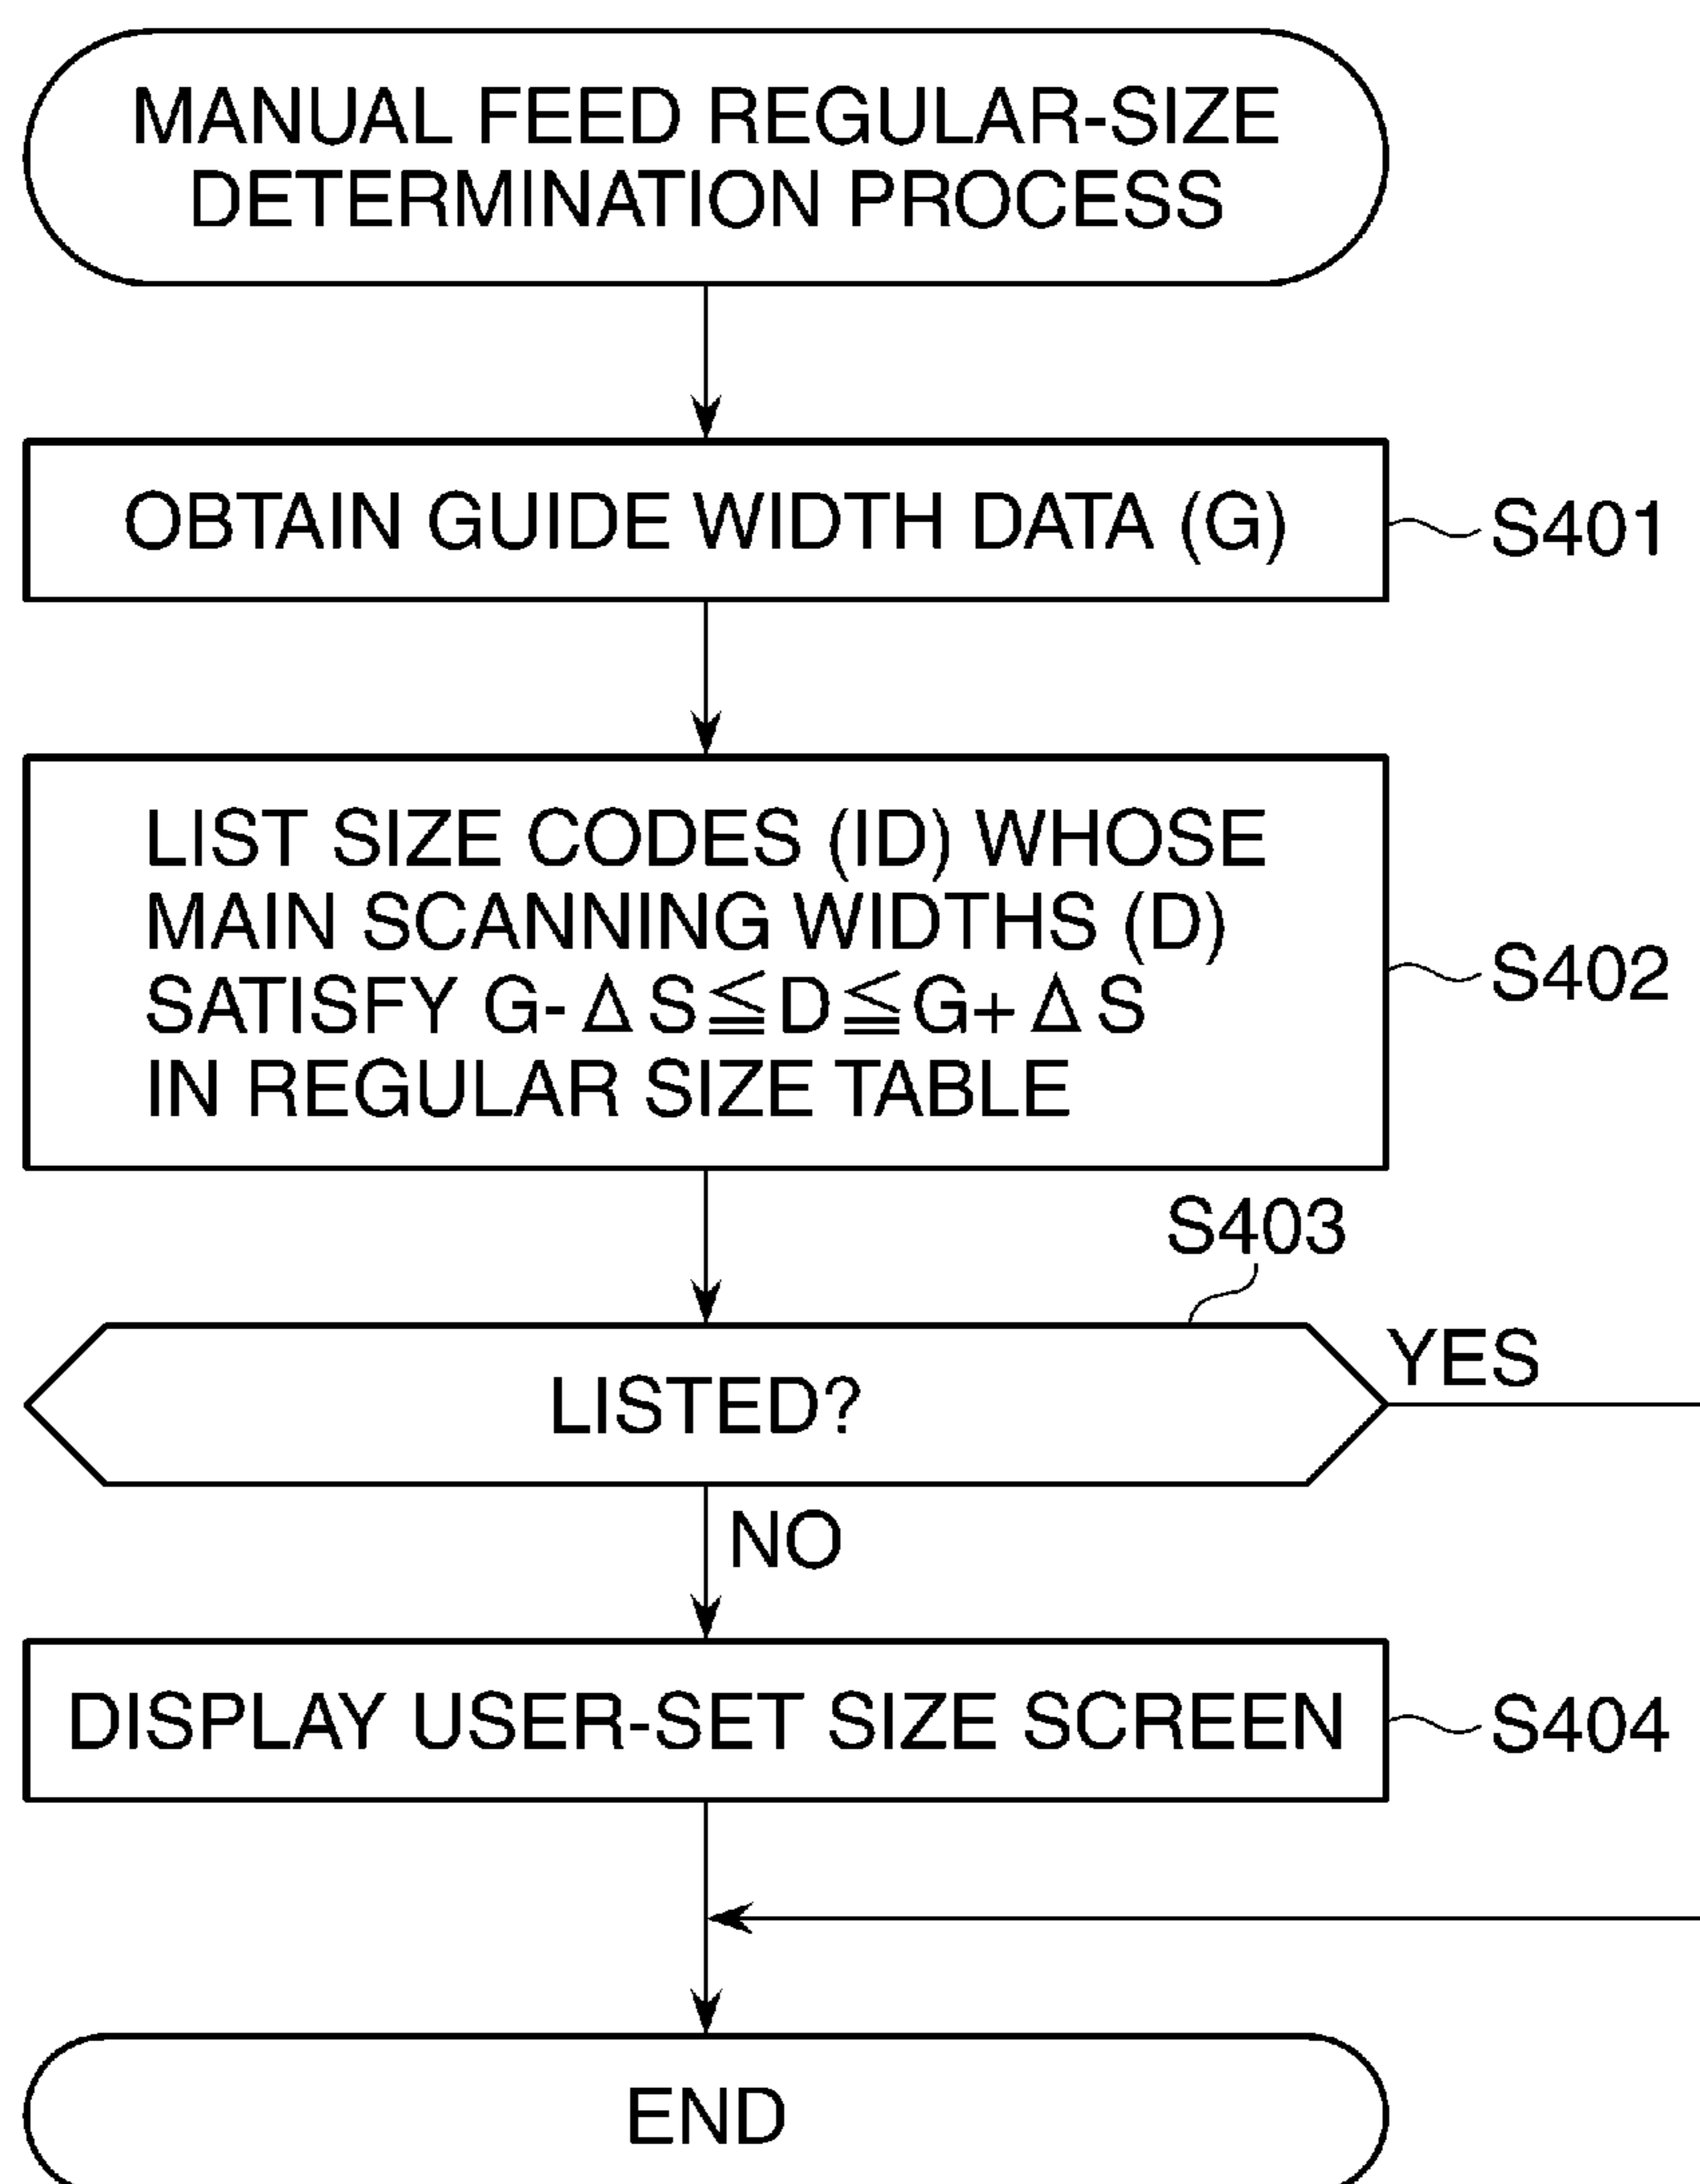 MANUAL FEED REGULAR-SIZE
DETERMINATION PROCESS
OBTAIN GUIDE WIDTH DATA (G)
S401
LIST SIZE CODES (ID) WHOSE
MAIN SCANNING WIDTHS (D)
SATISFY G-ΔS≦D≦G+ΔS
IN REGULAR SIZE TABLE
S402
S403
LISTED?
YES
NO
DISPLAY USER-SET SIZE SCREEN
S404
END